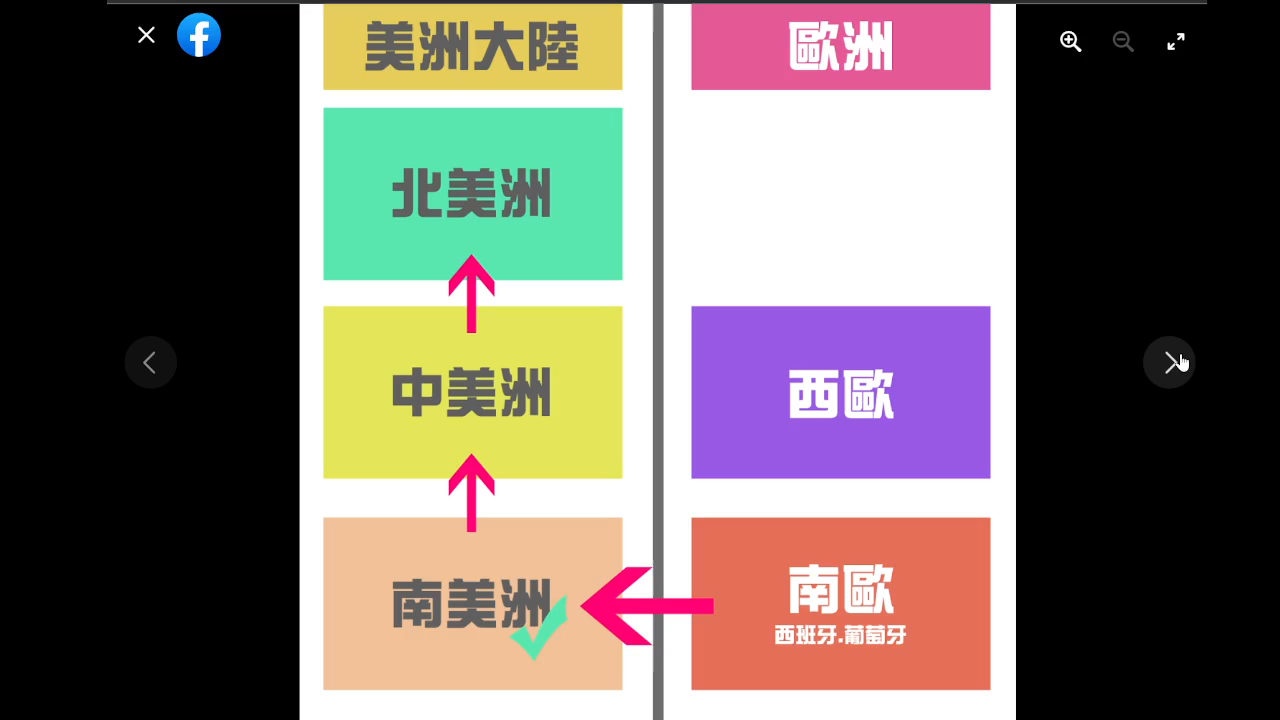 美洲大陸
歐洲
北美洲
中美洲
西歐
南美洲
南歐
西班牙.葡萄牙